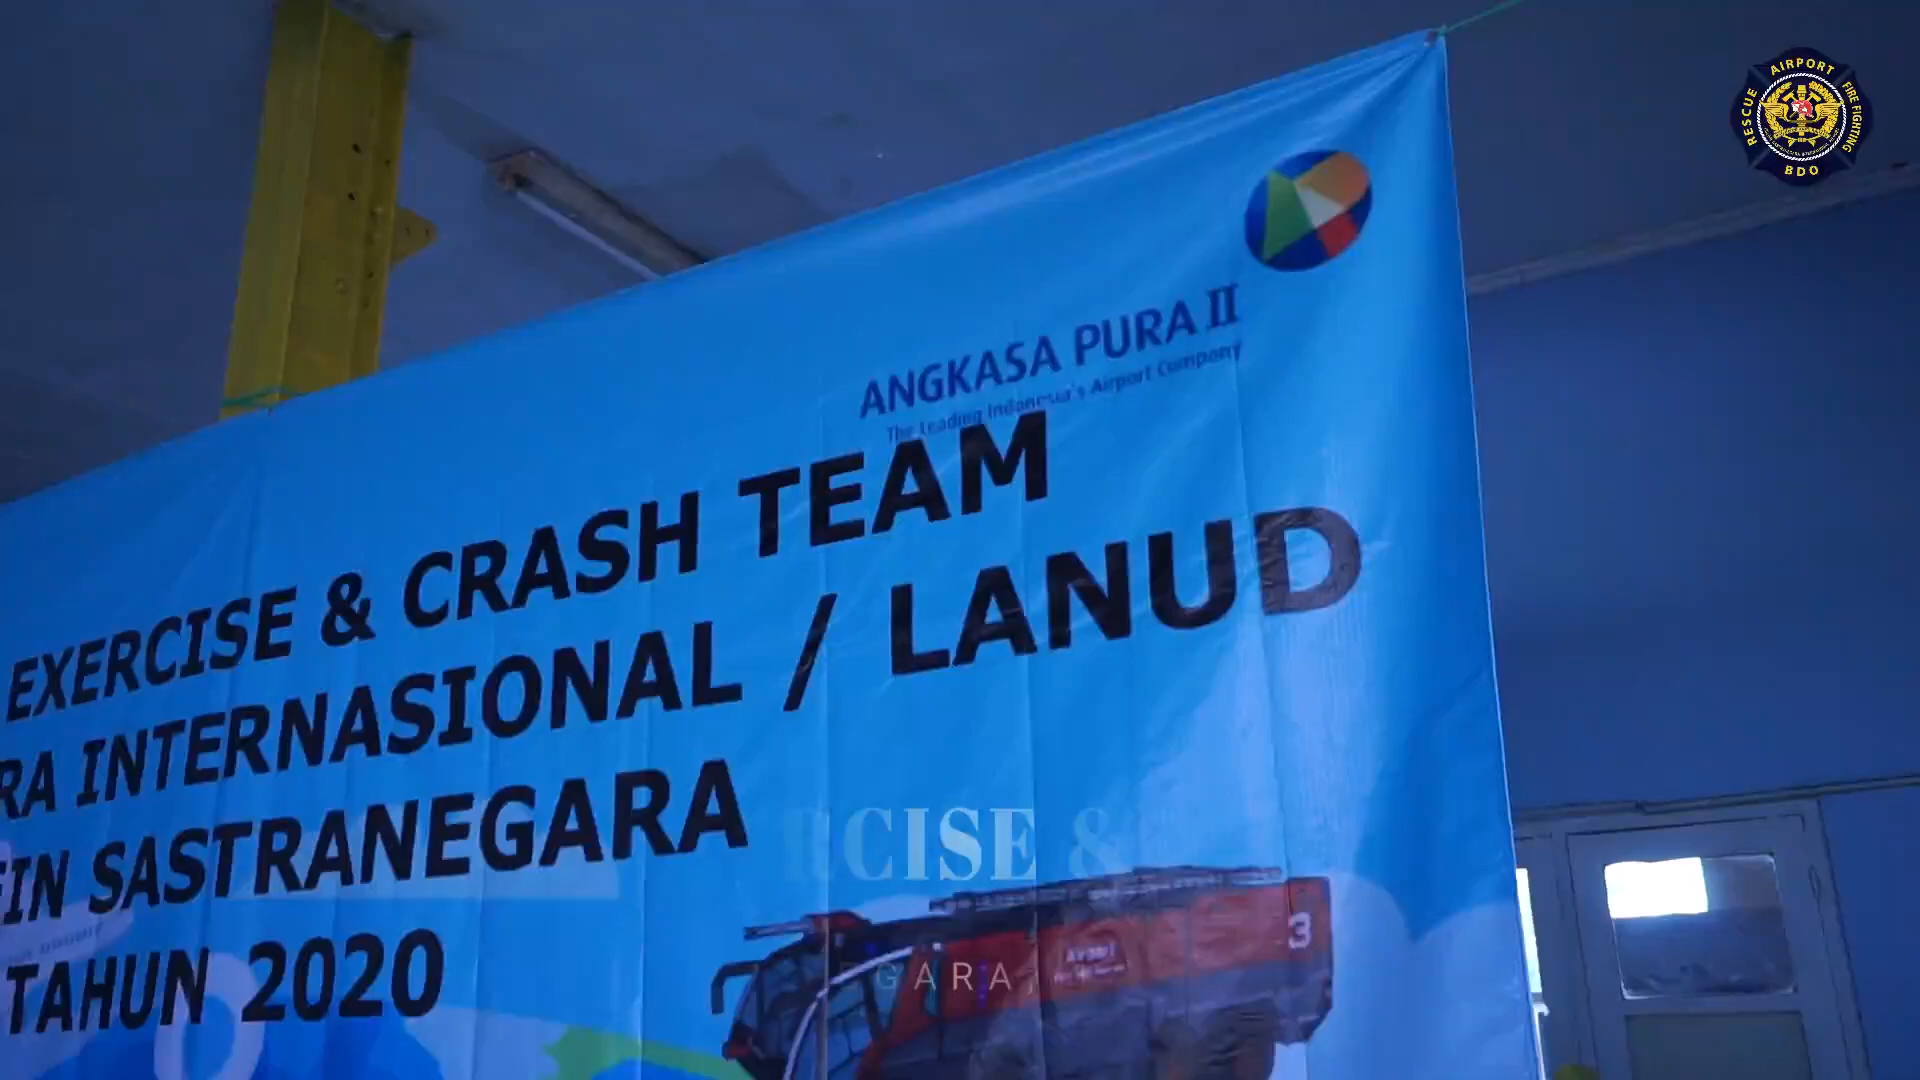 AIRPORT
RESCUE
FIRE FIGHTING
BDO
ANGKASA PURA II
The Leading Indonesia's Airport Company
EXERCISE & CRASH TEAM
RA INTERNASIONAL / LANUD
IN SASTRANEGARA
TAHUN 2020
RCISE &
GARA,
3